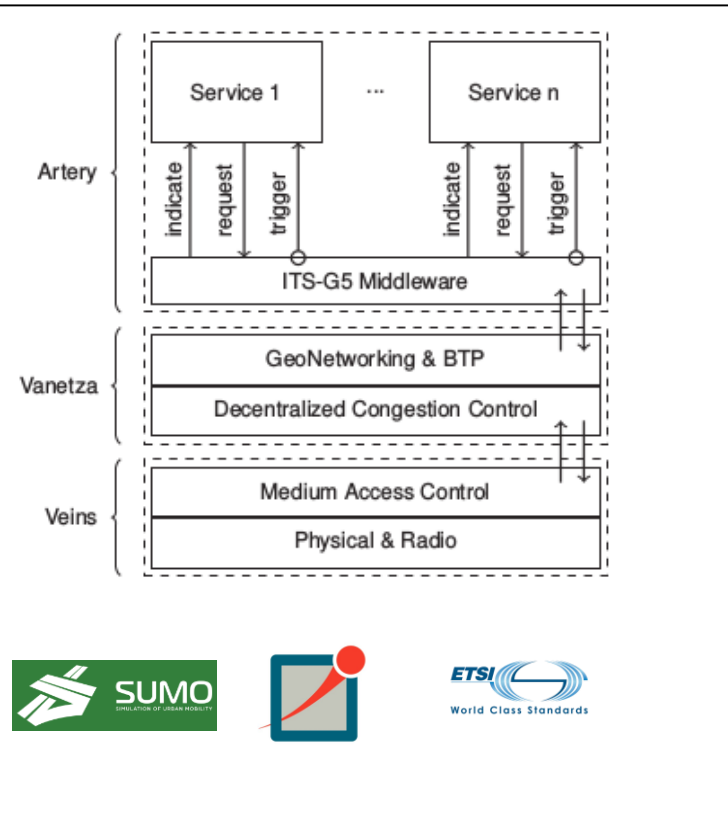 Service 1
...
Service n
Artery
indicate
request
trigger
indicate
request
trigger
ITS-G5 Middleware
Vanetza
GeoNetworking & BTP
Decentralized Congestion Control
Veins
Medium Access Control
Physical & Radio
SUMO
SIMULATION OF URBAN MOBILITY
ETSI
World Class Standards